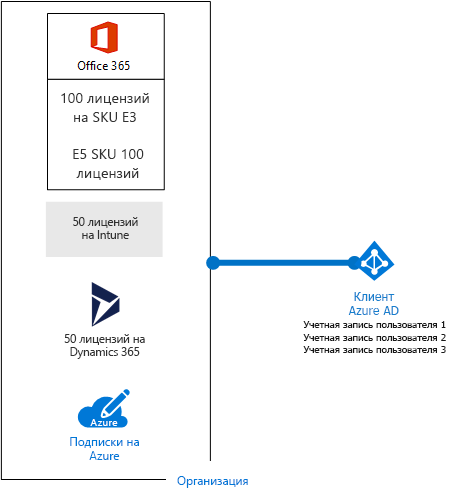 Office 365
100 лицензий
на SKU E3
E5 SKU 100
лицензий
50 лицензий
на Intune
50 лицензий на
Dynamics 365
Azure
Подписки на
Azure
Организация
Клиент
Azure AD
Учетная запись пользователя 1
Учетная запись пользователя 2
Учетная запись пользователя 3